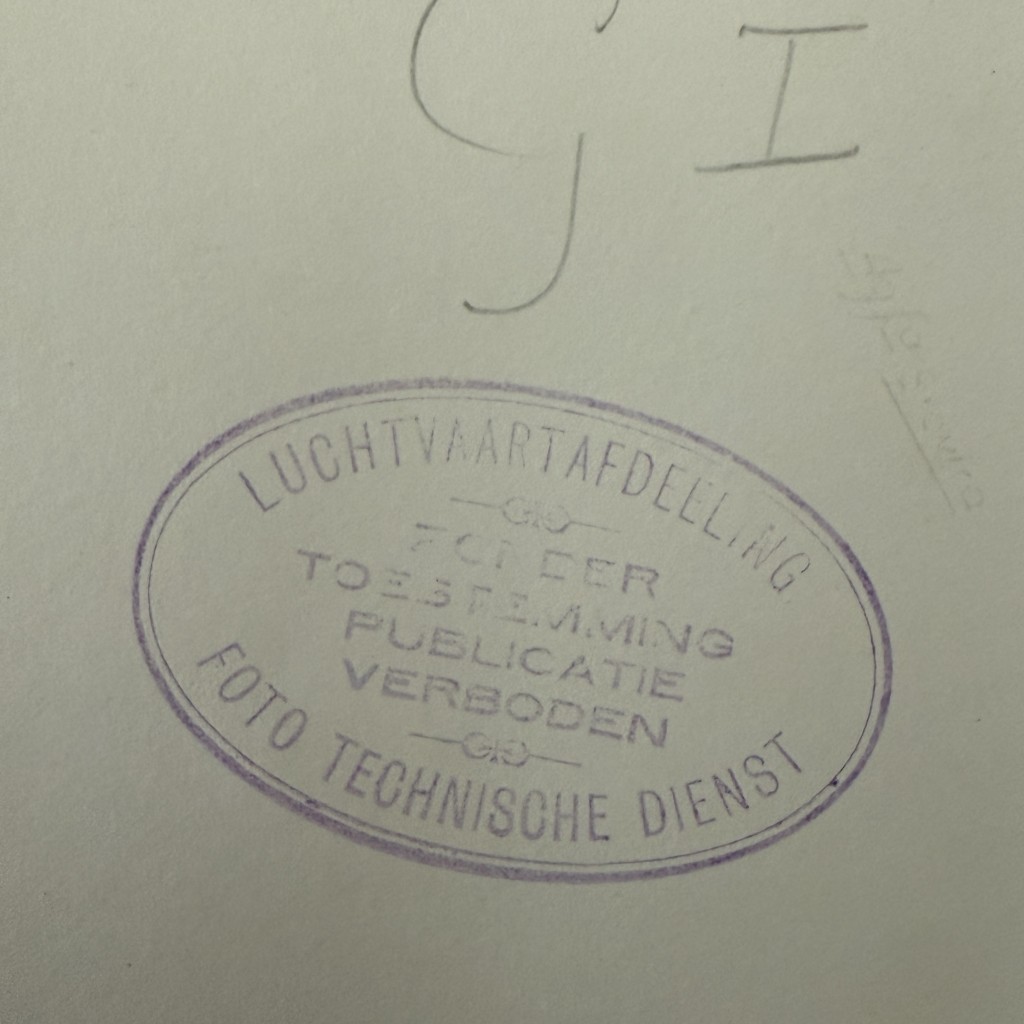 G I
LUCHTVAARTAFDEELING
ZONDER
TOESTEMMING
PUBLICATIE
VERBODEN
FOTO TECHNISCHE DIENST